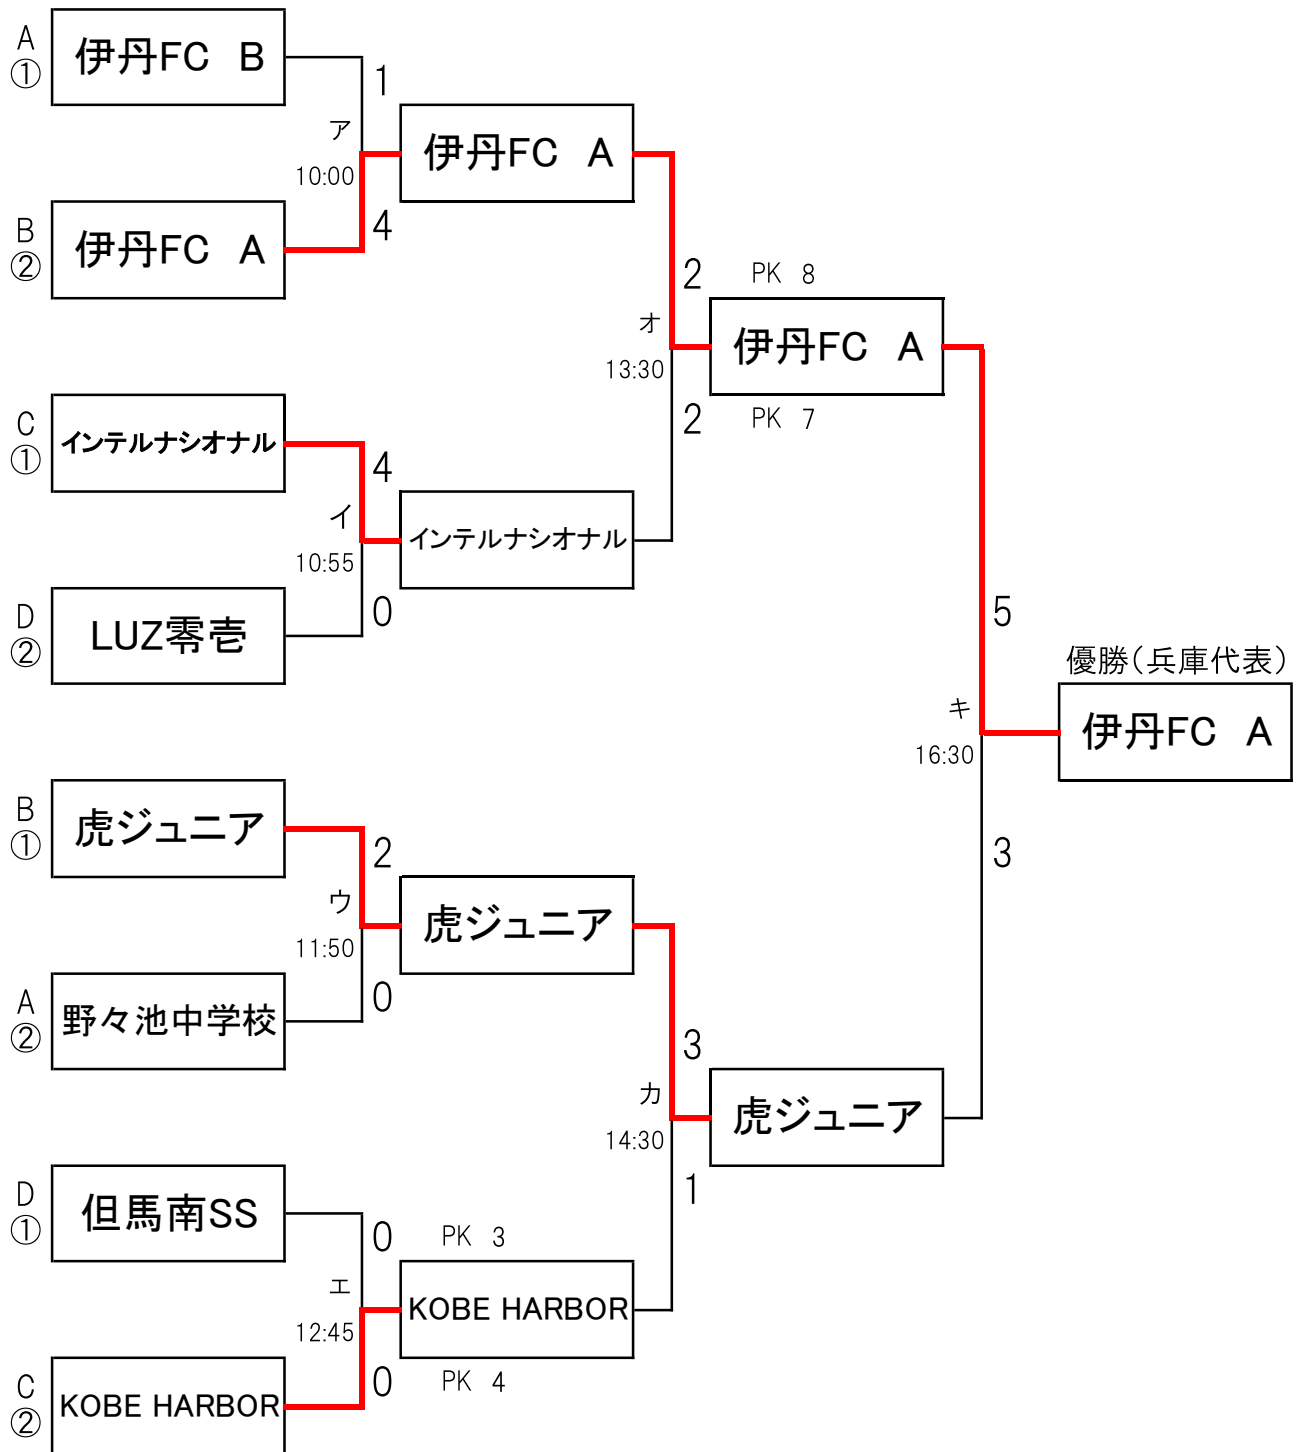 A
①
伊丹FC　B
1
ア
10:00
伊丹FC　A
B
②
伊丹FC　A
4
2
PK 8
オ
13:30
伊丹FC　A
2
PK 7
C
①
インテルナシオナル
4
イ
10:55
インテルナシオナル
D
②
LUZ零壱
0
5
優勝（兵庫代表）
キ
16:30
伊丹FC　A
3
B
①
虎ジュニア
2
ウ
11:50
虎ジュニア
A
②
野々池中学校
0
3
カ
14:30
虎ジュニア
1
D
①
但馬南SS
0
PK 3
エ
12:45
KOBE HARBOR
0
PK 4
C
②
KOBE HARBOR